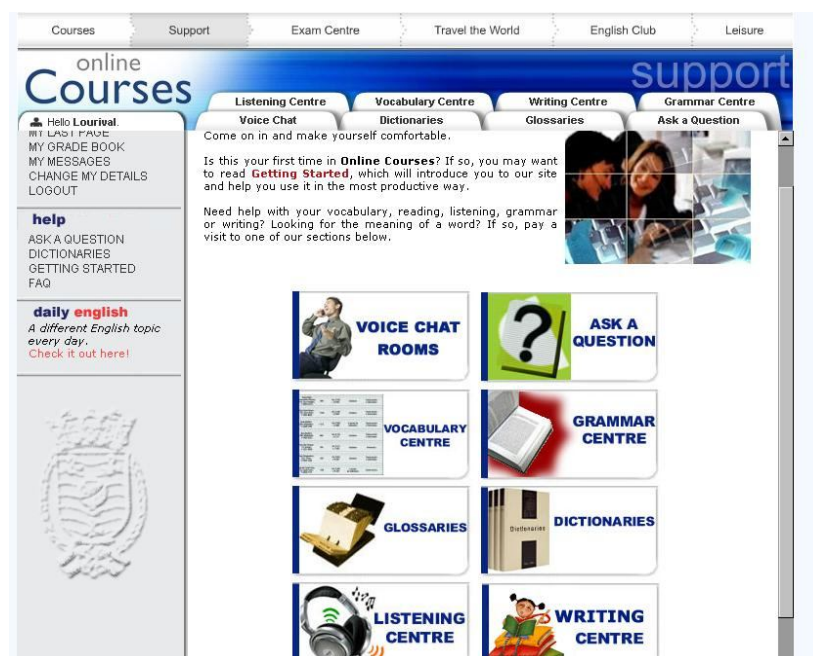 Courses Support Exam Centre Travel the World English Club Leisure
online
Courses
support
Listening Centre Vocabulary Centre Writing Centre Grammar Centre
Voice Chat Dictionaries Glossaries Ask a Question
Hello Lourival.
MY LAST PAGE
MY GRADE BOOK
MY MESSAGES
CHANGE MY DETAILS
LOGOUT
help
ASK A QUESTION
DICTIONARIES
GETTING STARTED
FAQ
daily english
A different English topic
every day.
Check it out here!
Come on in and make yourself comfortable.
Is this your first time in Online Courses? If so, you may want
to read Getting Started, which will introduce you to our site
and help you use it in the most productive way.
Need help with your vocabulary, reading, listening, grammar
or writing? Looking for the meaning of a word? If so, pay a
visit to one of our sections below.
VOICE CHAT
ROOMS
?
ASK A
QUESTION
VOCABULARY
CENTRE
GRAMMAR
CENTRE
GLOSSARIES
Dictionaries
DICTIONARIES
LISTENING
CENTRE
WRITING
CENTRE